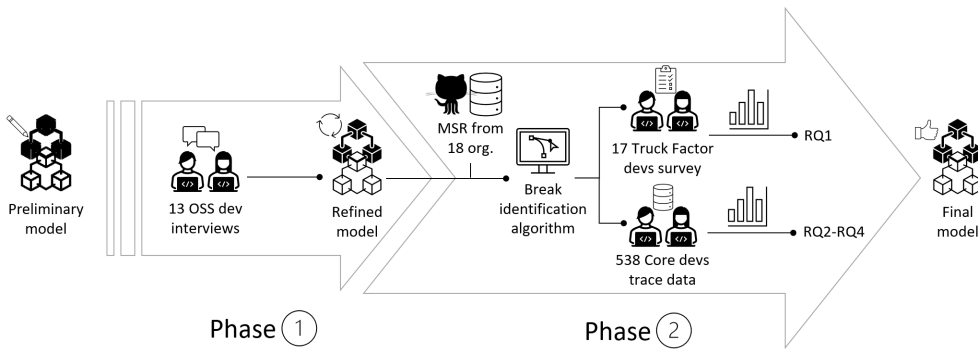 Preliminary
model
13 OSS dev
interviews
Refined
model
Phase 1
MSR from
18 org.
Break
identification
algorithm
17 Truck Factor
devs survey
RQ1
538 Core devs
trace data
RQ2-RQ4
Phase 2
Final
model